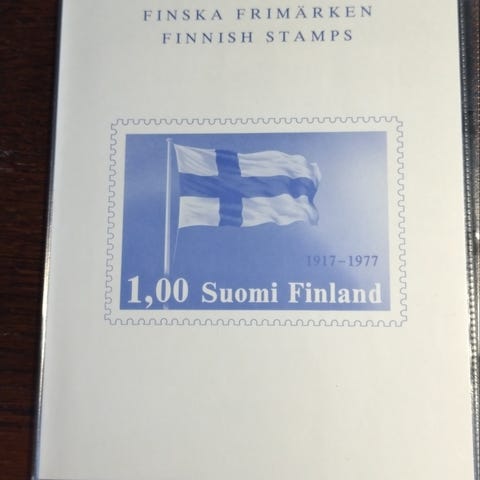 FINSKA FRIMÄRKEN
FINNISH STAMPS
1917–1977
1,00 Suomi Finland